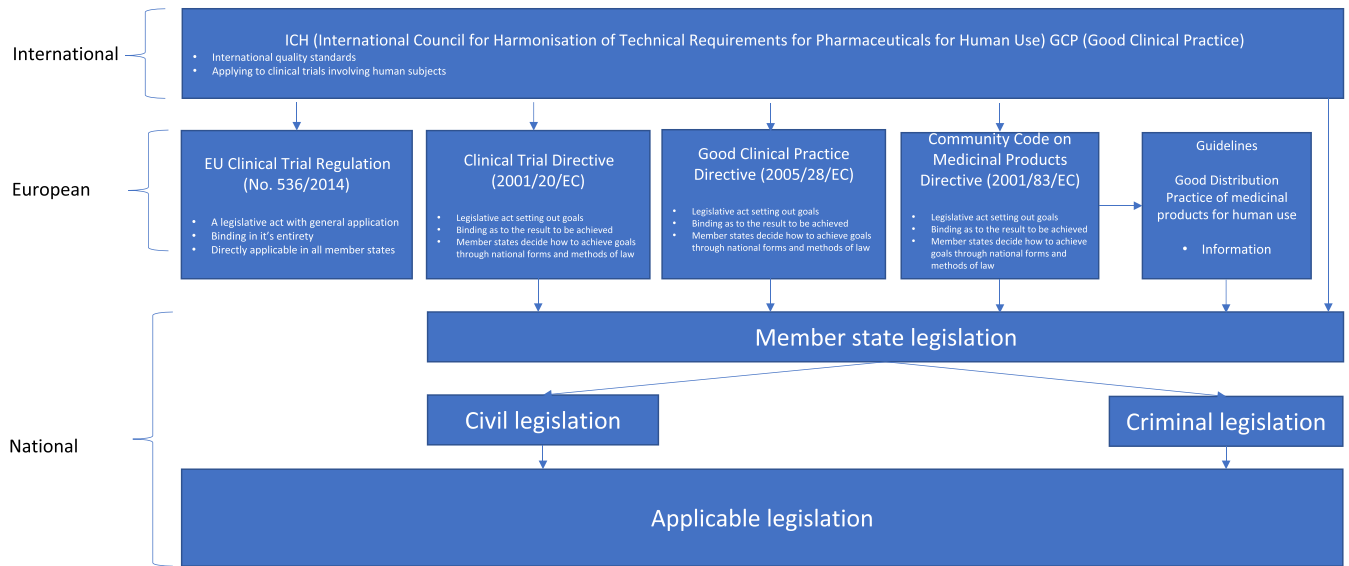 International
ICH (International Council for Harmonisation of Technical Requirements for Pharmaceuticals for Human Use) GCP (Good Clinical Practice)
• International quality standards
• Applying to clinical trials involving human subjects
European
EU Clinical Trial Regulation
(No. 536/2014)
• A legislative act with general application
• Binding in it's entirety
• Directly applicable in all member states
Clinical Trial Directive
(2001/20/EC)
• Legislative act setting out goals
• Binding as to the result to be achieved
• Member states decide how to achieve goals
through national forms and methods of law
Good Clinical Practice
Directive (2005/28/EC)
• Legislative act setting out goals
• Binding as to the result to be achieved
• Member states decide how to achieve goals
through national forms and methods of law
Community Code on
Medicinal Products
Directive (2001/83/EC)
• Legislative act setting out goals
• Binding as to the result to be achieved
• Member states decide how to achieve
goals through national forms and
methods of law
Guidelines
Good Distribution
Practice of medicinal
products for human use
• Information
National
Member state legislation
Civil legislation
Criminal legislation
Applicable legislation